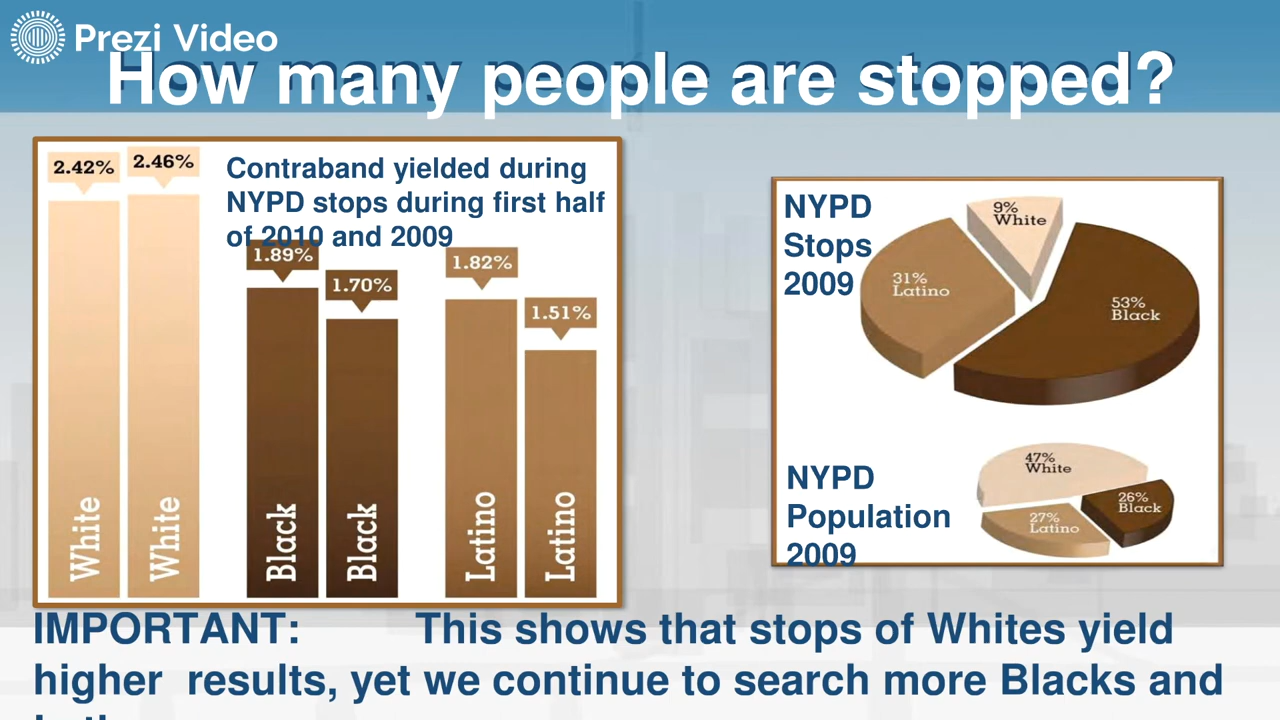 Prezi Video
How many people are stopped?
2.42%
2.46%
Contraband yielded during
NYPD stops during first half
of 2010 and 2009
1.89%
1.70%
1.82%
1.51%
White
White
Black
Black
Latino
Latino
NYPD
Stops
2009
9%
White
31%
Latino
53%
Black
NYPD
Population
2009
47%
White
26%
Black
27%
Latino
IMPORTANT: This shows that stops of Whites yield
higher results, yet we continue to search more Blacks and